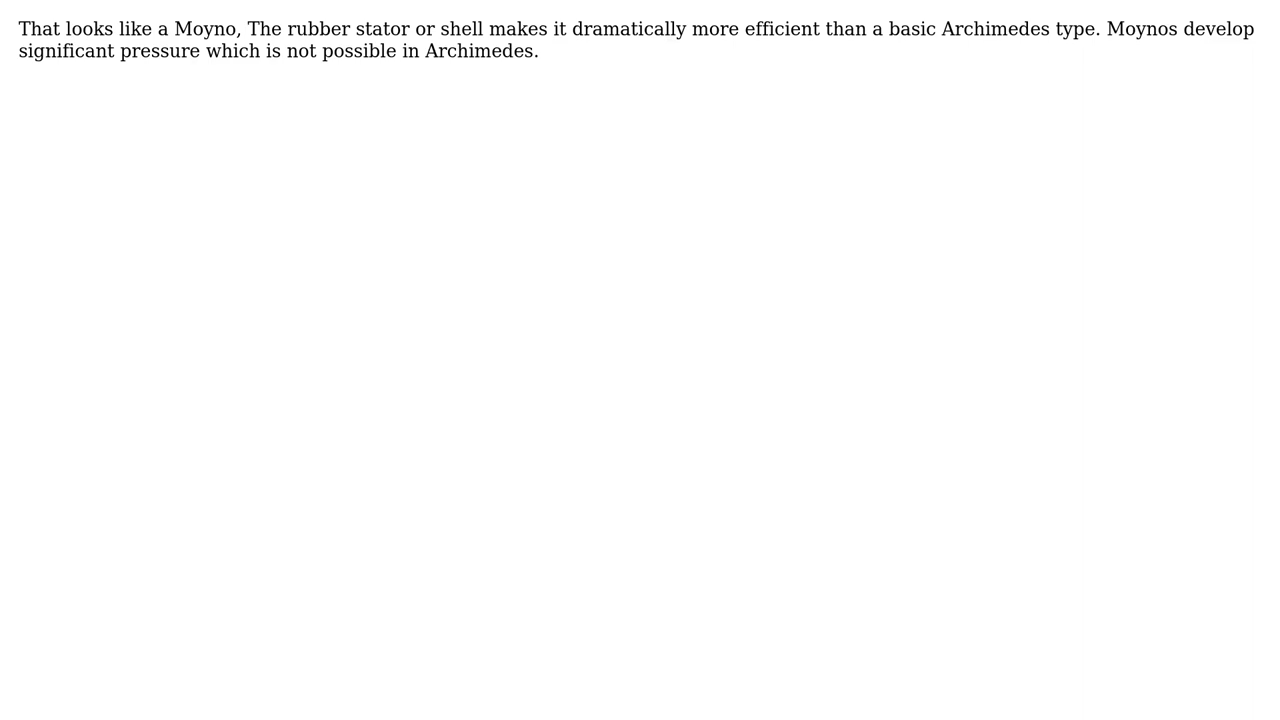 That looks like a Moyno, The rubber stator or shell makes it dramatically more efficient than a basic Archimedes type. Moynos develop
significant pressure which is not possible in Archimedes.